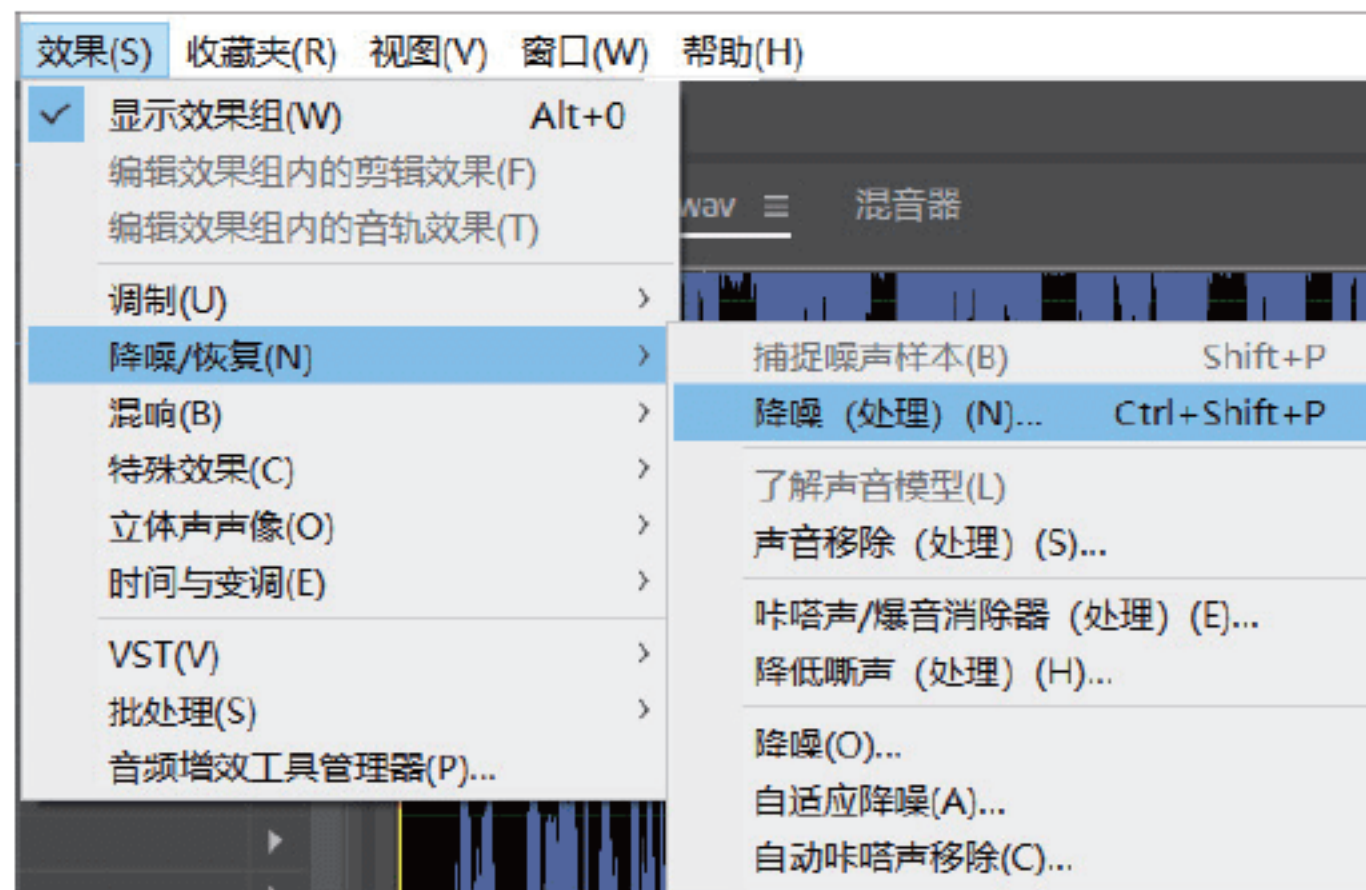 效果(S) 收藏夹(R) 视图(V) 窗口(W) 帮助(H)
显示效果组(W) Alt+0
编辑效果组内的剪辑效果(F)
编辑效果组内的音轨效果(T)
wav 混音器
调制(U)
降噪/恢复(N)
混响(B)
特殊效果(C)
立体声声像(O)
时间与变调(E)
VST(V)
批处理(S)
音频增效工具管理器(P)...
捕捉噪声样本(B) Shift+P
降噪（处理）(N)... Ctrl+Shift+P
了解声音模型(L)
声音移除（处理）(S)...
咔嗒声/爆音消除器（处理）(E)...
降低嘶声（处理）(H)...
降噪(O)...
自适应降噪(A)...
自动咔嗒声移除(C)...